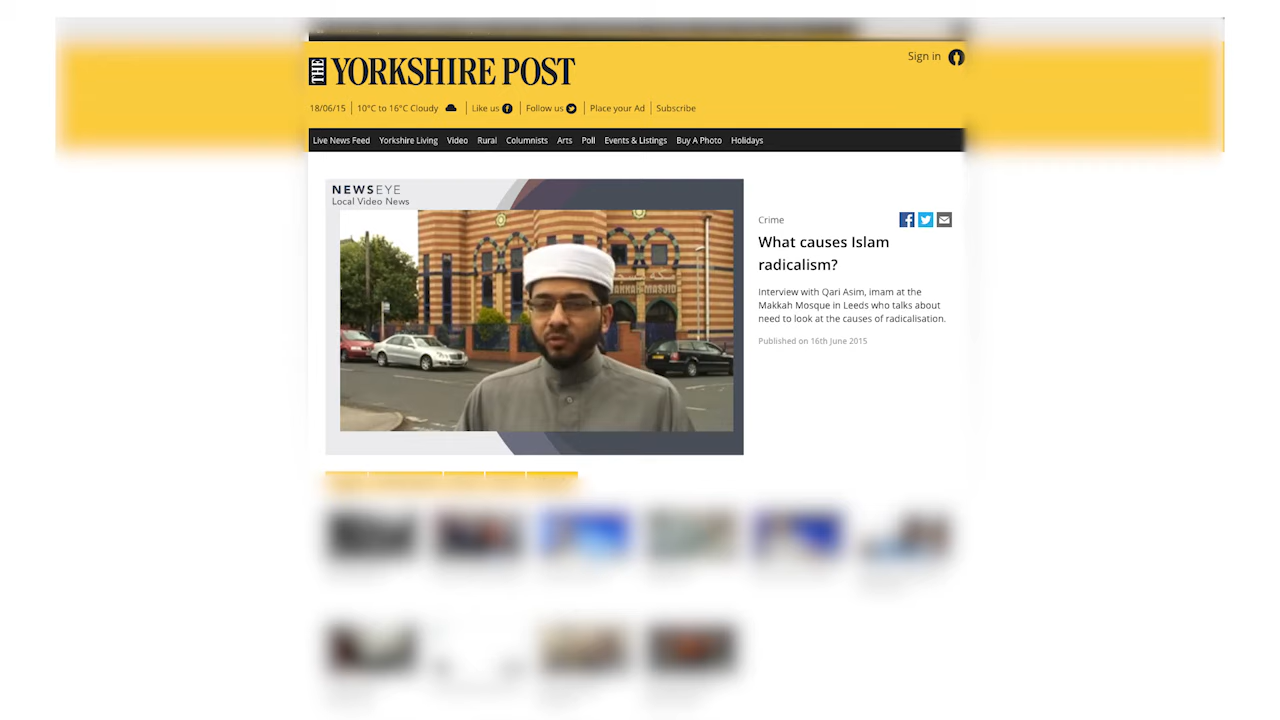 THE YORKSHIRE POST
Sign in
18/06/15 10°C to 16°C Cloudy Like us Follow us Place your Ad Subscribe
Live News Feed Yorkshire Living Video Rural Columnists Arts Poll Events & Listings Buy A Photo Holidays
NEWSEYE
Local Video News
MAKKAH MASJID
Crime
What causes Islam
radicalism?
Interview with Qari Asim, imam at the
Makkah Mosque in Leeds who talks about
need to look at the causes of radicalisation.
Published on 16th June 2015